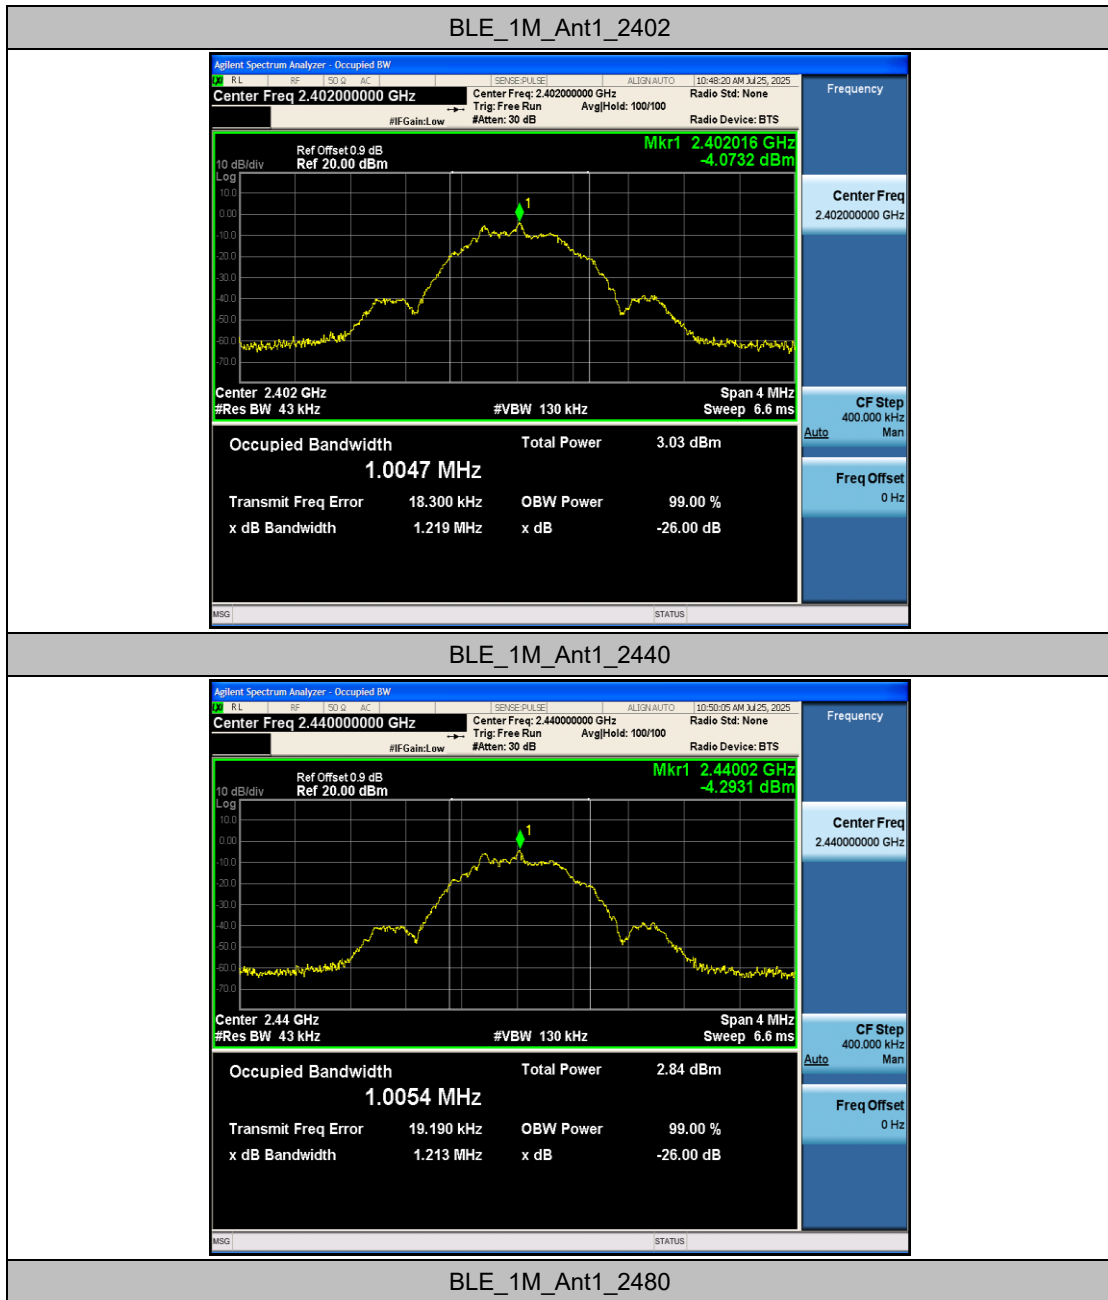 BLE_1M_Ant1_2402
Agilent Spectrum Analyzer - Occupied BW
RL RF 50 Ω AC SENSE:PULSE ALIGN AUTO 10:48:20 AM Jul 25, 2025
Center Freq 2.402000000 GHz Center Freq: 2.402000000 GHz Radio Std: None Frequency
Trig: Free Run Avg|Hold: 100/100
#IFGain:Low #Atten: 30 dB Radio Device: BTS
Mkr1 2.402016 GHz
-4.0732 dBm
Ref Offset 0.9 dB
10 dB/div Ref 20.00 dBm
Log
10.0
0.00
-10.0
-20.0
-30.0
-40.0
-50.0
-60.0
-70.0
1
Center Freq
2.402000000 GHz
Center 2.402 GHz Span 4 MHz
#Res BW 43 kHz #VBW 130 kHz Sweep 6.6 ms
CF Step
400.000 kHz
Auto Man
Occupied Bandwidth Total Power 3.03 dBm
1.0047 MHz
Freq Offset
0 Hz
Transmit Freq Error 18.300 kHz OBW Power 99.00 %
x dB Bandwidth 1.219 MHz x dB -26.00 dB
MSG STATUS
BLE_1M_Ant1_2440
Agilent Spectrum Analyzer - Occupied BW
RL RF 50 Ω AC SENSE:PULSE ALIGN AUTO 10:50:05 AM Jul 25, 2025
Center Freq 2.440000000 GHz Center Freq: 2.440000000 GHz Radio Std: None Frequency
Trig: Free Run Avg|Hold: 100/100
#IFGain:Low #Atten: 30 dB Radio Device: BTS
Mkr1 2.44002 GHz
-4.2931 dBm
Ref Offset 0.9 dB
10 dB/div Ref 20.00 dBm
Log
10.0
0.00
-10.0
-20.0
-30.0
-40.0
-50.0
-60.0
-70.0
1
Center Freq
2.440000000 GHz
Center 2.44 GHz Span 4 MHz
#Res BW 43 kHz #VBW 130 kHz Sweep 6.6 ms
CF Step
400.000 kHz
Auto Man
Occupied Bandwidth Total Power 2.84 dBm
1.0054 MHz
Freq Offset
0 Hz
Transmit Freq Error 19.190 kHz OBW Power 99.00 %
x dB Bandwidth 1.213 MHz x dB -26.00 dB
MSG STATUS
BLE_1M_Ant1_2480